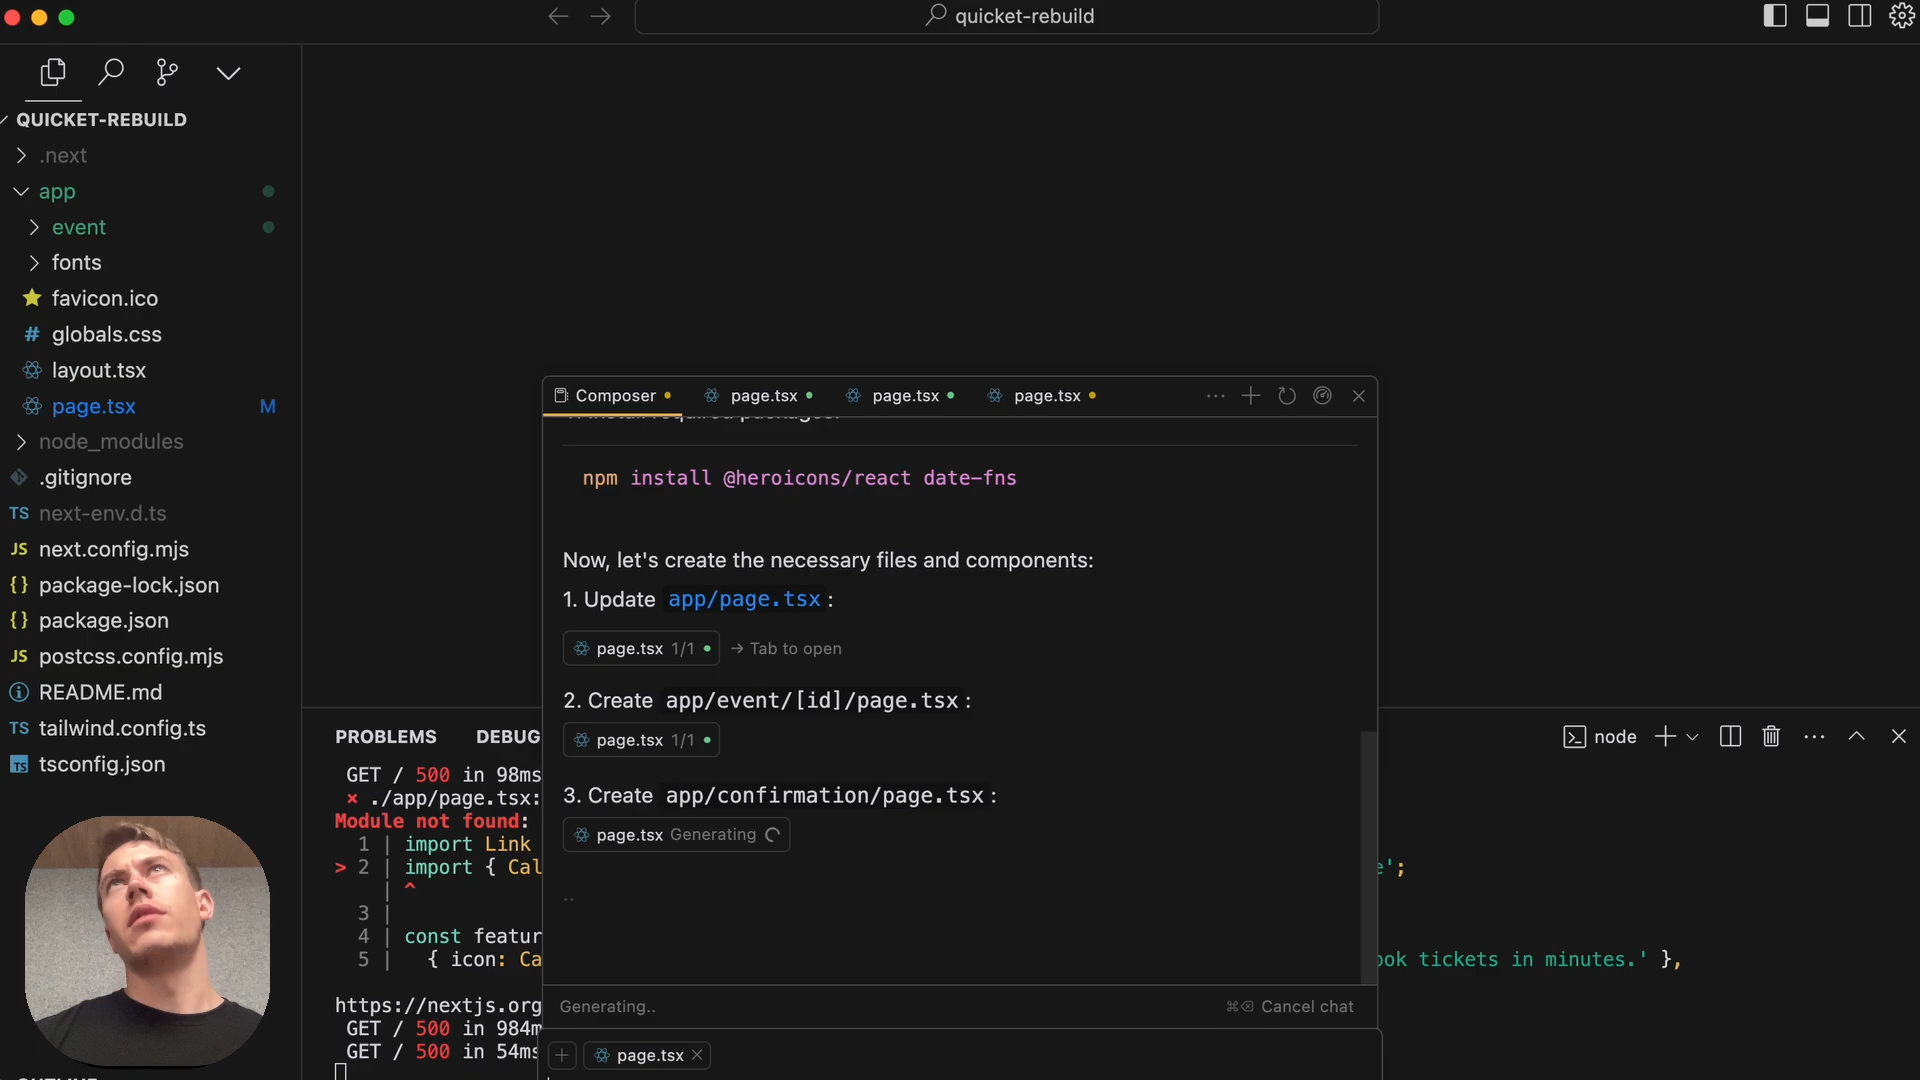 quicket-rebuild
QUICKET-REBUILD
.next
app
event
fonts
favicon.ico
# globals.css
layout.tsx
page.tsx M
node_modules
.gitignore
TS next-env.d.ts
JS next.config.mjs
{} package-lock.json
{} package.json
JS postcss.config.mjs
README.md
TS tailwind.config.ts
TS tsconfig.json
Composer
page.tsx
page.tsx
page.tsx
npm install @heroicons/react date-fns
Now, let's create the necessary files and components:
1. Update app/page.tsx :
page.tsx 1/1 → Tab to open
2. Create app/event/[id]/page.tsx :
page.tsx 1/1
3. Create app/confirmation/page.tsx :
page.tsx Generating
..
Generating..
Cancel chat
page.tsx
PROBLEMS DEBUG
node
GET / 500 in 98ms
× ./app/page.tsx:
Module not found:
1 | import Link
> 2 | import { Cal e';
| ^
3 |
4 | const featur
5 | { icon: Ca ook tickets in minutes.' },
https://nextjs.org
GET / 500 in 984m
GET / 500 in 54ms